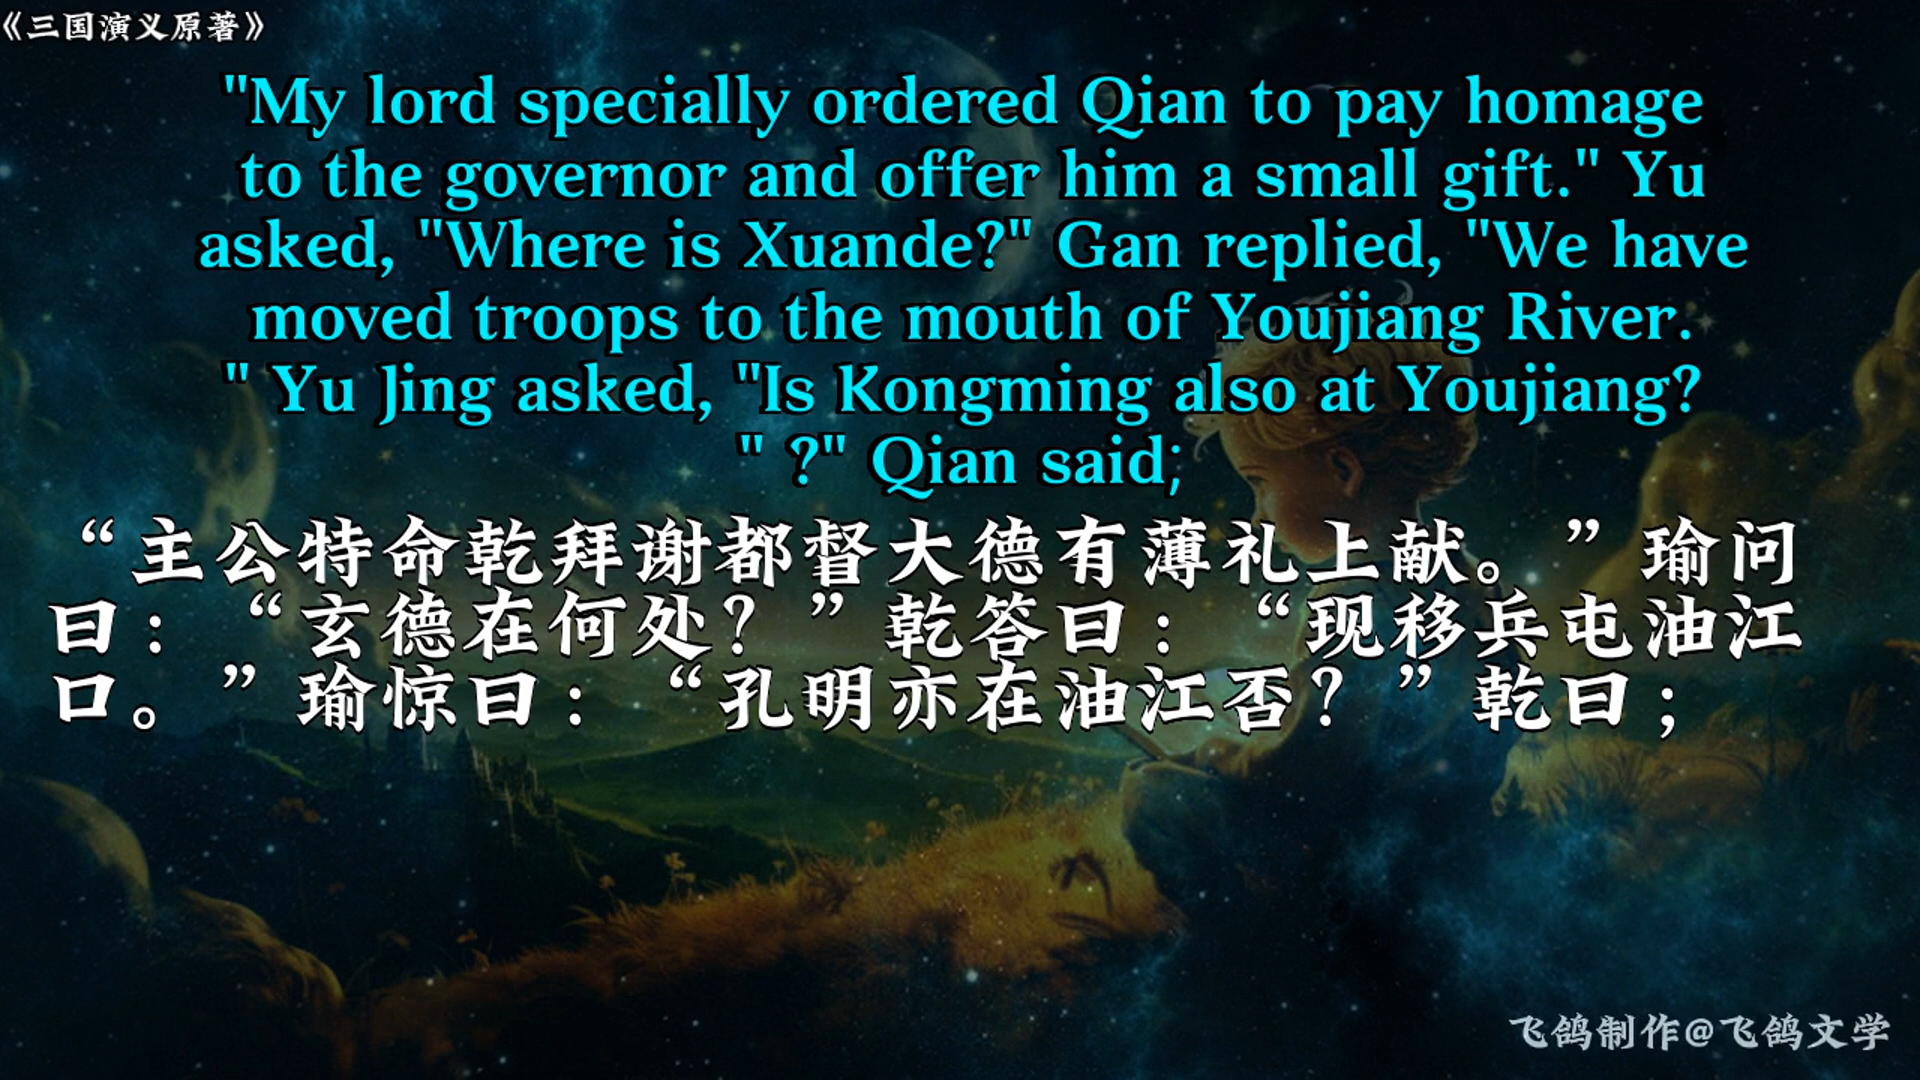 《三国演义原著》
"My lord specially ordered Qian to pay homage
to the governor and offer him a small gift." Yu
asked, "Where is Xuande?" Gan replied, "We have
moved troops to the mouth of Youjiang River.
" Yu Jing asked, "Is Kongming also at Youjiang?
" ?" Qian said;
“主公特命乾拜谢都督大德有薄礼上献。”瑜问
曰：“玄德在何处？”乾答曰：“现移兵屯油江
口。”瑜惊曰：“孔明亦在油江否？”乾曰；
飞鸽制作@飞鸽文学